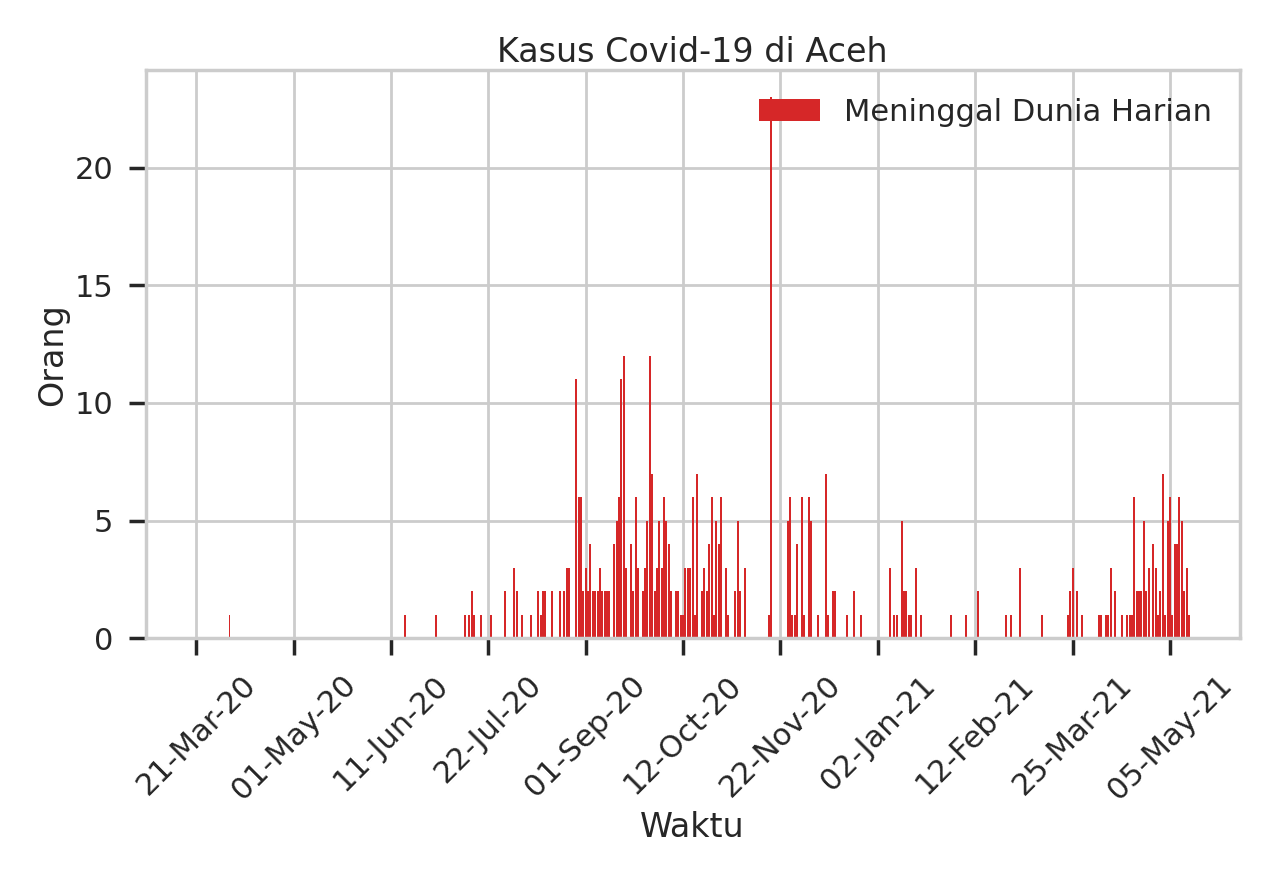 Kasus Covid-19 di Aceh
Meninggal Dunia Harian
Orang
20
15
10
5
0
21-Mar-20
01-May-20
11-Jun-20
22-Jul-20
01-Sep-20
12-Oct-20
22-Nov-20
02-Jan-21
12-Feb-21
25-Mar-21
05-May-21
Waktu